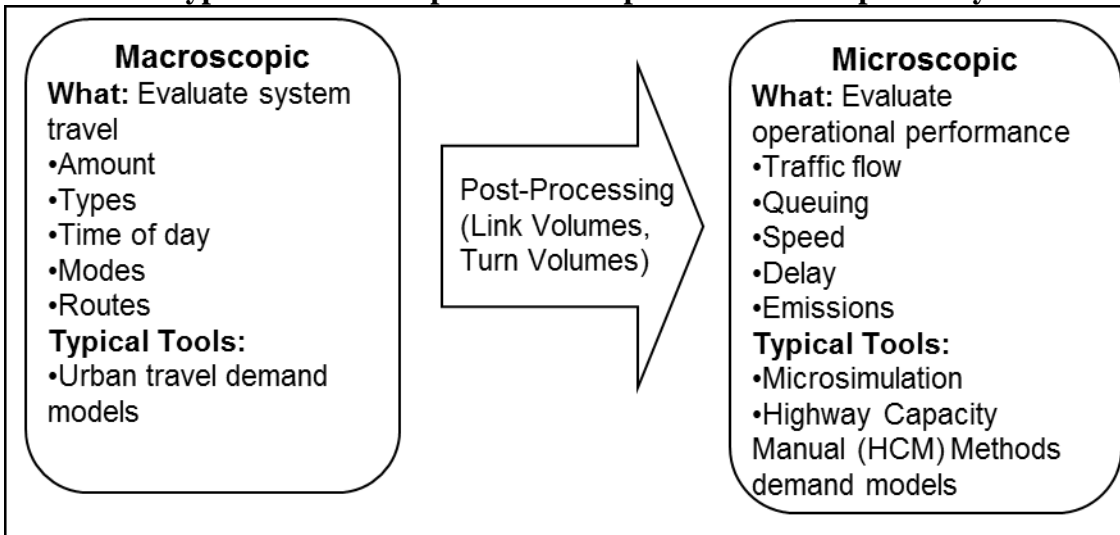 Macroscopic
What: Evaluate system
travel
•Amount
•Types
•Time of day
•Modes
•Routes
Typical Tools:
•Urban travel demand
models
Post-Processing
(Link Volumes,
Turn Volumes)
Microscopic
What: Evaluate
operational performance
•Traffic flow
•Queuing
•Speed
•Delay
•Emissions
Typical Tools:
•Microsimulation
•Highway Capacity
Manual (HCM) Methods
demand models